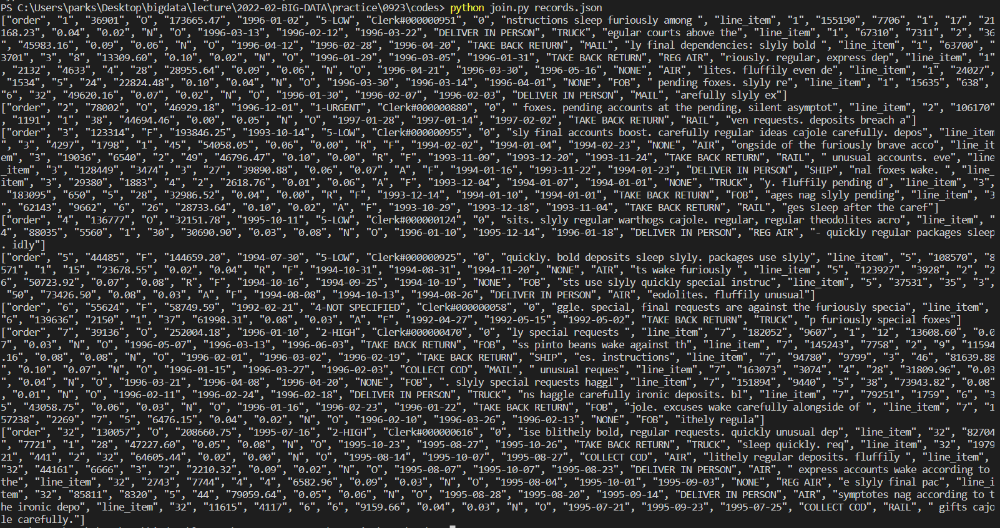 PS C:\Users\parks\Desktop\bigdata\lecture\2022-02-BIG-DATA\practice\0923\codes> python join.py records.json
["order", "1", "36901", "O", "173665.47", "1996-01-02", "5-LOW", "Clerk#000000951", "0", "nstructions sleep furiously among ", "line_item", "1", "155190", "7706", "1", "17", "21
168.23", "0.04", "0.02", "N", "O", "1996-03-13", "1996-02-12", "1996-03-22", "DELIVER IN PERSON", "TRUCK", "egular courts above the", "line_item", "1", "67310", "7311", "2", "36
", "45983.16", "0.09", "0.06", "N", "O", "1996-04-12", "1996-02-28", "1996-04-20", "TAKE BACK RETURN", "MAIL", "ly final dependencies: slyly bold ", "line_item", "1", "63700", "
3701", "3", "8", "13309.60", "0.10", "0.02", "N", "O", "1996-01-29", "1996-03-05", "1996-01-31", "TAKE BACK RETURN", "REG AIR", "riously. regular, express dep", "line_item", "1"
, "2132", "4633", "4", "28", "28955.64", "0.09", "0.06", "N", "O", "1996-04-21", "1996-03-30", "1996-05-16", "NONE", "AIR", "lites. fluffily even de", "line_item", "1", "24027",
 "1534", "5", "24", "22824.48", "0.10", "0.04", "N", "O", "1996-03-30", "1996-03-14", "1996-04-01", "NONE", "FOB", " pending foxes. slyly re", "line_item", "1", "15635", "638",
"6", "32", "49620.16", "0.07", "0.02", "N", "O", "1996-01-30", "1996-02-07", "1996-02-03", "DELIVER IN PERSON", "MAIL", "arefully slyly ex"]
["order", "2", "78002", "O", "46929.18", "1996-12-01", "1-URGENT", "Clerk#000000880", "0", " foxes. pending accounts at the pending, silent asymptot", "line_item", "2", "106170"
, "1191", "1", "38", "44694.46", "0.00", "0.05", "N", "O", "1997-01-28", "1997-01-14", "1997-02-02", "TAKE BACK RETURN", "RAIL", "ven requests. deposits breach a"]
["order", "3", "123314", "F", "193846.25", "1993-10-14", "5-LOW", "Clerk#000000955", "0", "sly final accounts boost. carefully regular ideas cajole carefully. depos", "line_item
", "3", "4297", "1798", "1", "45", "54058.05", "0.06", "0.00", "R", "F", "1994-02-02", "1994-01-04", "1994-02-23", "NONE", "AIR", "ongside of the furiously brave acco", "line_it
em", "3", "19036", "6540", "2", "49", "46796.47", "0.10", "0.00", "R", "F", "1993-11-09", "1993-12-20", "1993-11-24", "TAKE BACK RETURN", "RAIL", " unusual accounts. eve", "line
_item", "3", "128449", "3474", "3", "27", "39890.88", "0.06", "0.07", "A", "F", "1994-01-16", "1993-11-22", "1994-01-23", "DELIVER IN PERSON", "SHIP", "nal foxes wake. ", "line_
item", "3", "29380", "1883", "4", "2", "2618.76", "0.01", "0.06", "A", "F", "1993-12-04", "1994-01-07", "1994-01-01", "NONE", "TRUCK", "y. fluffily pending d", "line_item", "3",
 "183095", "650", "5", "28", "32986.52", "0.04", "0.00", "R", "F", "1993-12-14", "1994-01-10", "1994-01-01", "TAKE BACK RETURN", "FOB", "ages nag slyly pending", "line_item", "3
", "62143", "9662", "6", "26", "28733.64", "0.10", "0.02", "A", "F", "1993-10-29", "1993-12-18", "1993-11-04", "TAKE BACK RETURN", "RAIL", "ges sleep after the caref"]
["order", "4", "136777", "O", "32151.78", "1995-10-11", "5-LOW", "Clerk#000000124", "0", "sits. slyly regular warthogs cajole. regular, regular theodolites acro", "line_item", "
4", "88035", "5560", "1", "30", "30690.90", "0.03", "0.08", "N", "O", "1996-01-10", "1995-12-14", "1996-01-18", "DELIVER IN PERSON", "REG AIR", "- quickly regular packages sleep
. idly"]
["order", "5", "44485", "F", "144659.20", "1994-07-30", "5-LOW", "Clerk#000000925", "0", "quickly. bold deposits sleep slyly. packages use slyly", "line_item", "5", "108570", "8
571", "1", "15", "23678.55", "0.02", "0.04", "R", "F", "1994-10-31", "1994-08-31", "1994-11-20", "NONE", "AIR", "ts wake furiously ", "line_item", "5", "123927", "3928", "2", "2
6", "50723.92", "0.07", "0.08", "R", "F", "1994-10-16", "1994-09-25", "1994-10-19", "NONE", "FOB", "sts use slyly quickly special instruc", "line_item", "5", "37531", "35", "3",
 "50", "73426.50", "0.08", "0.03", "A", "F", "1994-08-08", "1994-10-13", "1994-08-26", "DELIVER IN PERSON", "AIR", "eodolites. fluffily unusual"]
["order", "6", "55624", "F", "58749.59", "1992-02-21", "4-NOT SPECIFIED", "Clerk#000000058", "0", "ggle. special, final requests are against the furiously specia", "line_item",
"6", "139636", "2150", "1", "37", "61998.31", "0.08", "0.03", "A", "F", "1992-04-27", "1992-05-15", "1992-05-02", "TAKE BACK RETURN", "TRUCK", "p furiously special foxes"]
["order", "7", "39136", "O", "252004.18", "1996-01-10", "2-HIGH", "Clerk#000000470", "0", "ly special requests ", "line_item", "7", "182052", "9607", "1", "12", "13608.60", "0.0
7", "0.03", "N", "O", "1996-05-07", "1996-03-13", "1996-06-03", "TAKE BACK RETURN", "FOB", "ss pinto beans wake against th", "line_item", "7", "145243", "7758", "2", "9", "11594
.16", "0.08", "0.08", "N", "O", "1996-02-01", "1996-03-02", "1996-02-19", "TAKE BACK RETURN", "SHIP", "es. instructions", "line_item", "7", "94780", "9799", "3", "46", "81639.88
", "0.10", "0.07", "N", "O", "1996-01-15", "1996-03-27", "1996-02-03", "COLLECT COD", "MAIL", " unusual reques", "line_item", "7", "163073", "3074", "4", "28", "31809.96", "0.03
", "0.04", "N", "O", "1996-03-21", "1996-04-08", "1996-04-20", "NONE", "FOB", ". slyly special requests haggl", "line_item", "7", "151894", "9440", "5", "38", "73943.82", "0.08"
, "0.01", "N", "O", "1996-02-11", "1996-02-24", "1996-02-18", "DELIVER IN PERSON", "TRUCK", "ns haggle carefully ironic deposits. bl", "line_item", "7", "79251", "1759", "6", "3
5", "43058.75", "0.06", "0.03", "N", "O", "1996-01-16", "1996-02-23", "1996-01-22", "TAKE BACK RETURN", "FOB", "jole. excuses wake carefully alongside of ", "line_item", "7", "1
57238", "2269", "7", "5", "6476.15", "0.04", "0.02", "N", "O", "1996-02-10", "1996-03-26", "1996-02-13", "NONE", "FOB", "ithely regula"]
["order", "32", "130057", "O", "208660.75", "1995-07-16", "2-HIGH", "Clerk#000000616", "0", "ise blithely bold, regular requests. quickly unusual dep", "line_item", "32", "82704
", "7721", "1", "28", "47227.60", "0.05", "0.08", "N", "O", "1995-10-23", "1995-08-27", "1995-10-26", "TAKE BACK RETURN", "TRUCK", "sleep quickly. req", "line_item", "32", "1979
21", "441", "2", "32", "64605.44", "0.02", "0.00", "N", "O", "1995-08-14", "1995-10-07", "1995-08-27", "COLLECT COD", "AIR", "lithely regular deposits. fluffily ", "line_item",
"32", "44161", "6666", "3", "2", "2210.32", "0.09", "0.02", "N", "O", "1995-08-07", "1995-10-07", "1995-08-23", "DELIVER IN PERSON", "AIR", " express accounts wake according to
the", "line_item", "32", "2743", "7744", "4", "4", "6582.96", "0.09", "0.03", "N", "O", "1995-08-04", "1995-10-01", "1995-09-03", "NONE", "REG AIR", "e slyly final pac", "line_i
tem", "32", "85811", "8320", "5", "44", "79059.64", "0.05", "0.06", "N", "O", "1995-08-28", "1995-08-20", "1995-09-14", "DELIVER IN PERSON", "AIR", "symptotes nag according to t
he ironic depo", "line_item", "32", "11615", "4117", "6", "6", "9159.66", "0.04", "0.03", "N", "O", "1995-07-21", "1995-09-23", "1995-07-25", "COLLECT COD", "RAIL", " gifts cajo
le carefully."]